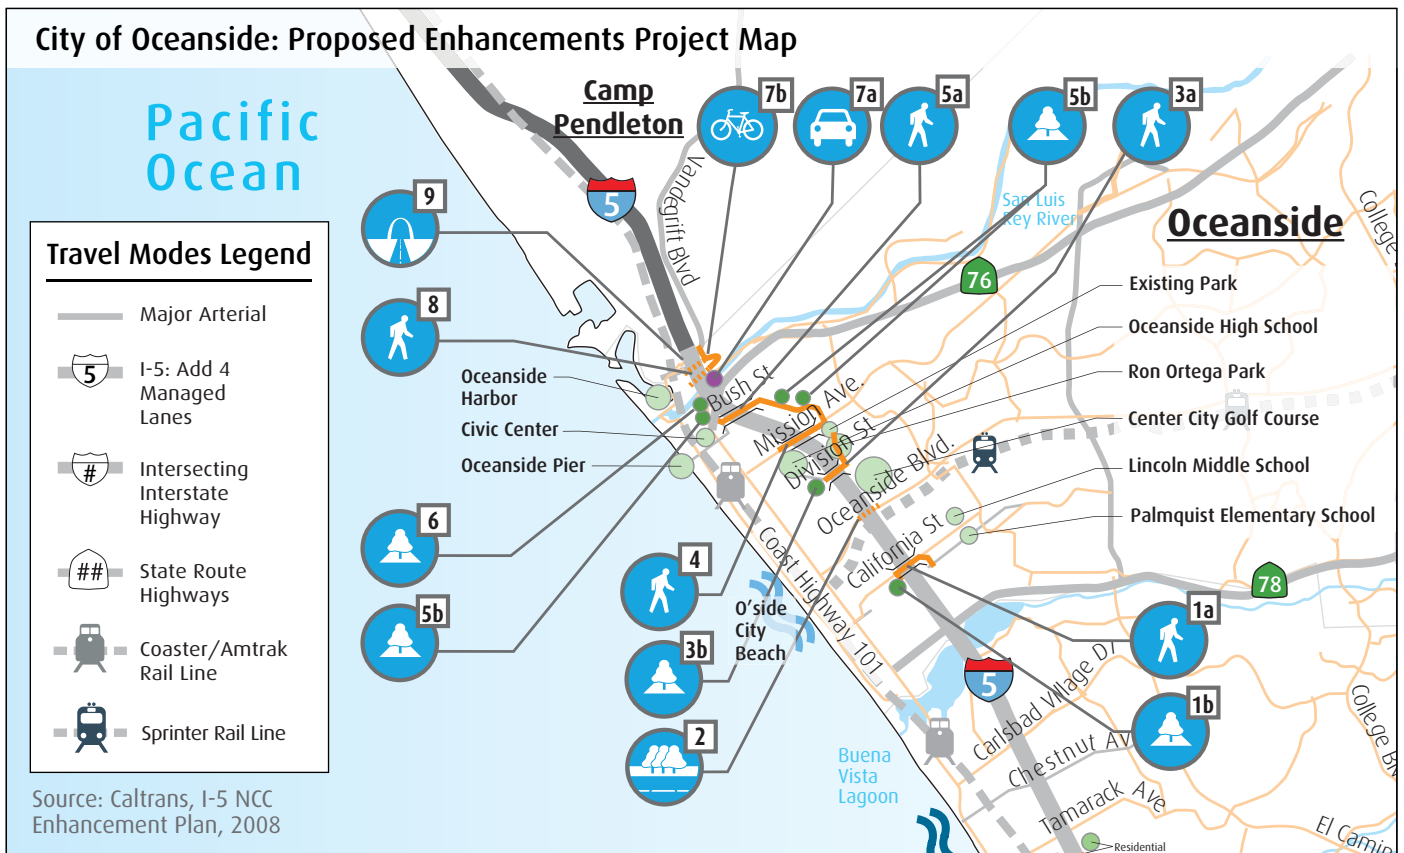 City of Oceanside: Proposed Enhancements Project Map
Pacific
Ocean
Camp
Pendleton
7b
7a
5a
5b
3a
9
8
5
Vandegrift Blvd
San Luis
Rey River
Oceanside
College
76
Travel Modes Legend
Major Arterial
5
I-5: Add 4
Managed
Lanes
#
Intersecting
Interstate
Highway
##
State Route
Highways
Coaster/Amtrak
Rail Line
Sprinter Rail Line
Source: Caltrans, I-5 NCC
Enhancement Plan, 2008
Existing Park
Oceanside High School
Ron Ortega Park
Center City Golf Course
Lincoln Middle School
Palmquist Elementary School
Oceanside
Harbor
Civic Center
Oceanside Pier
Bush St
Mission Ave.
Division St
Oceanside Blvd.
California St
Coast Highway 101
6
5b
4
3b
2
O'side
City
Beach
78
1a
1b
5
Carlsbad Village Dr
Chestnut Av
Tamarack Ave
College Blv
El Camin
Buena
Vista
Lagoon
Residential